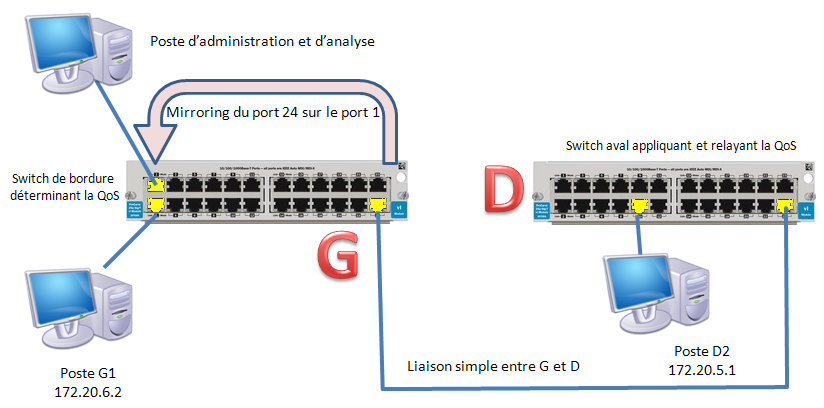 Poste d’administration et d’analyse
Mirroring du port 24 sur le port 1
Switch de bordure
déterminant la QoS
Switch aval appliquant et relayant la QoS
G
D
vl
vl
Poste G1
172.20.6.2
Poste D2
172.20.5.1
Liaison simple entre G et D